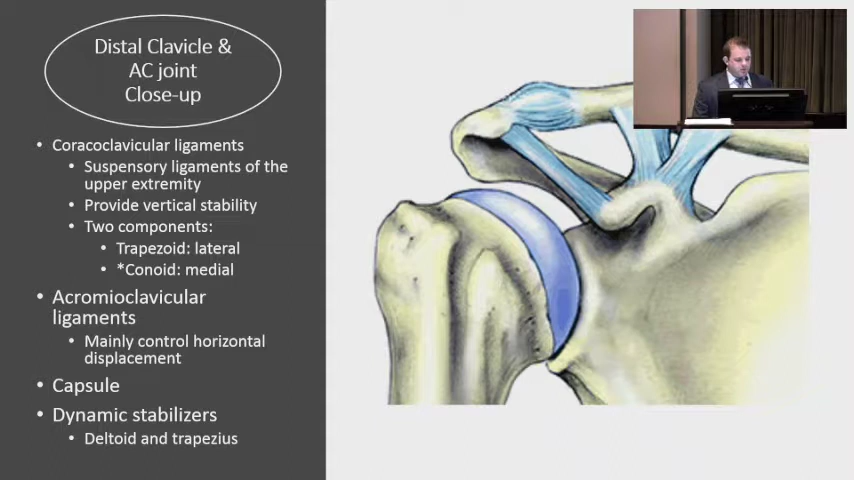 Distal Clavicle &
AC joint
Close-up
• Coracoclavicular ligaments
• Suspensory ligaments of the
upper extremity
• Provide vertical stability
• Two components:
• Trapezoid: lateral
• *Conoid: medial
• Acromioclavicular
ligaments
• Mainly control horizontal
displacement
• Capsule
• Dynamic stabilizers
• Deltoid and trapezius